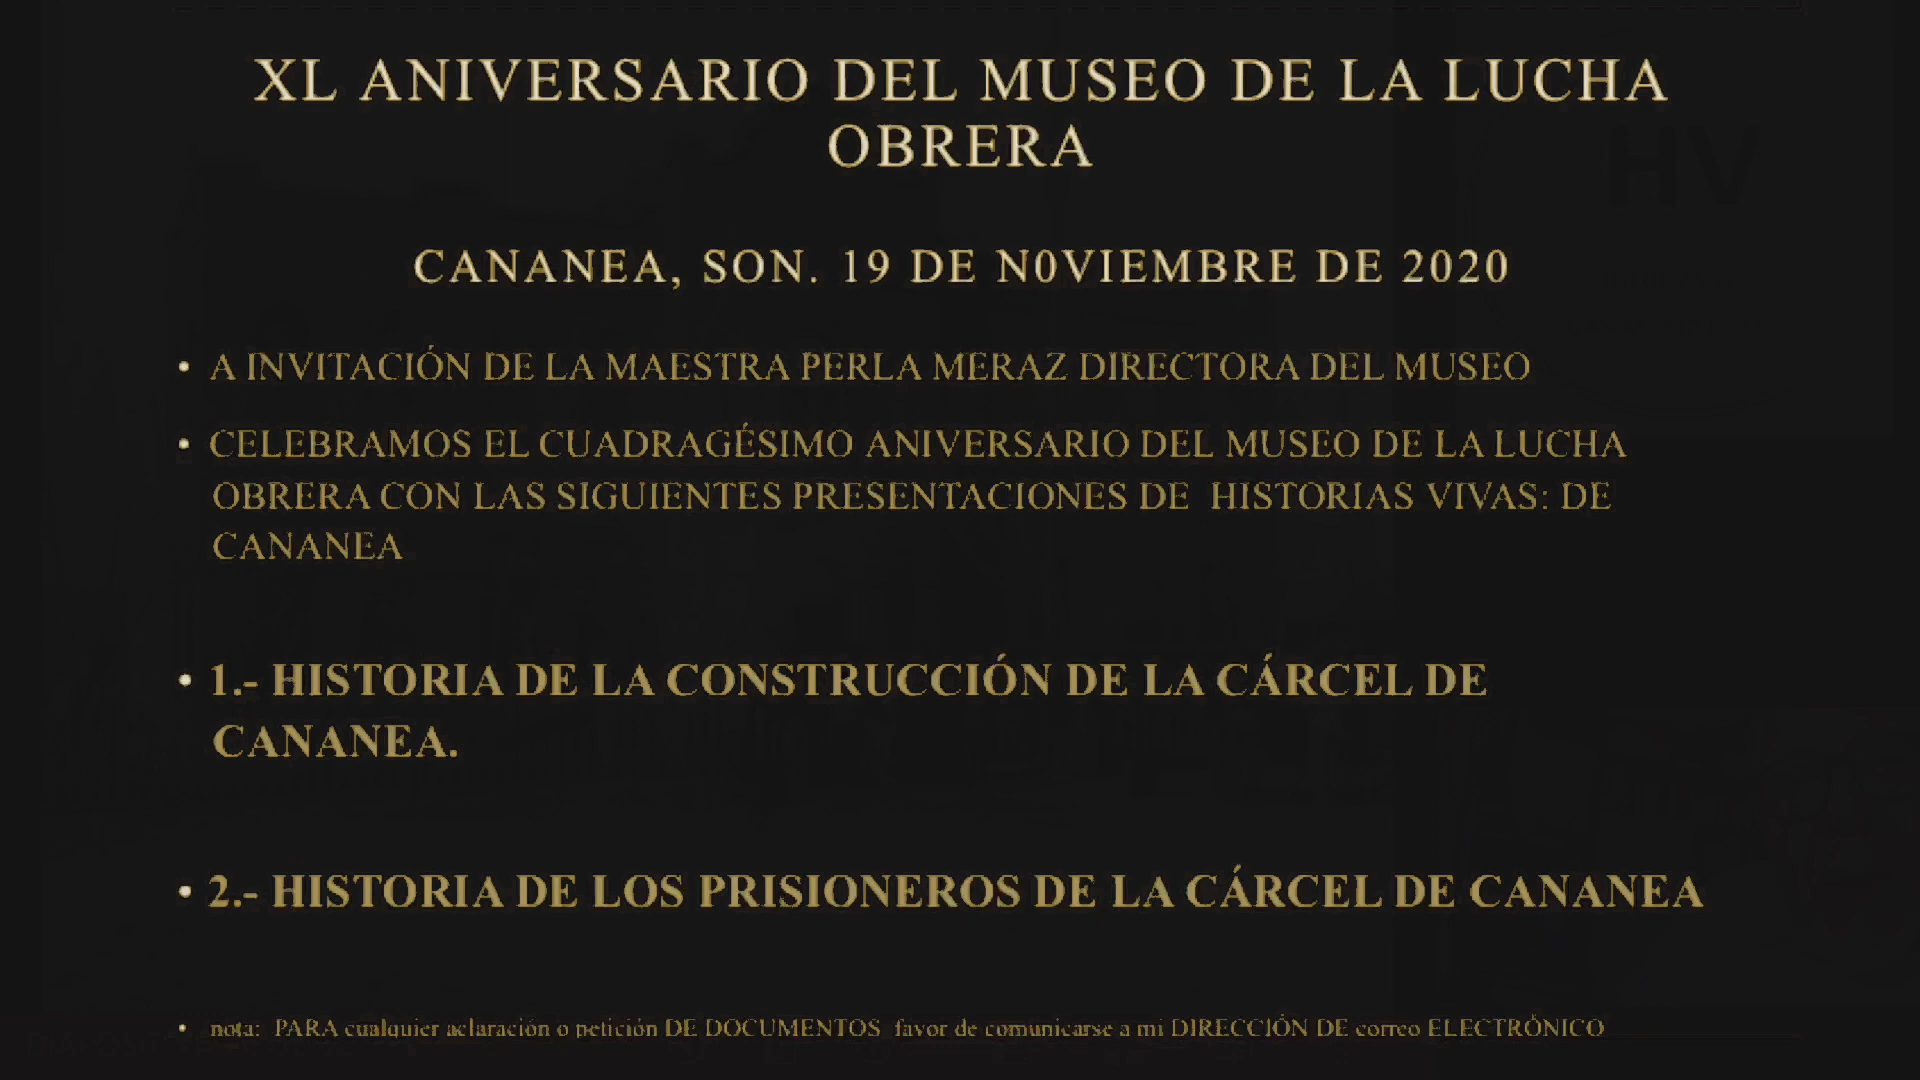 XL ANIVERSARIO DEL MUSEO DE LA LUCHA
OBRERA
CANANEA, SON. 19 DE N0VIEMBRE DE 2020
• A INVITACIÓN DE LA MAESTRA PERLA MERAZ DIRECTORA DEL MUSEO
• CELEBRAMOS EL CUADRAGÉSIMO ANIVERSARIO DEL MUSEO DE LA LUCHA
OBRERA CON LAS SIGUIENTES PRESENTACIONES DE HISTORIAS VIVAS: DE
CANANEA
• 1.- HISTORIA DE LA CONSTRUCCIÓN DE LA CÁRCEL DE
CANANEA.
• 2.- HISTORIA DE LOS PRISIONEROS DE LA CÁRCEL DE CANANEA
• nota: PARA cualquier aclaración o petición DE DOCUMENTOS favor de comunicarse a mi DIRECCIÓN DE correo ELECTRÓNICO
HV